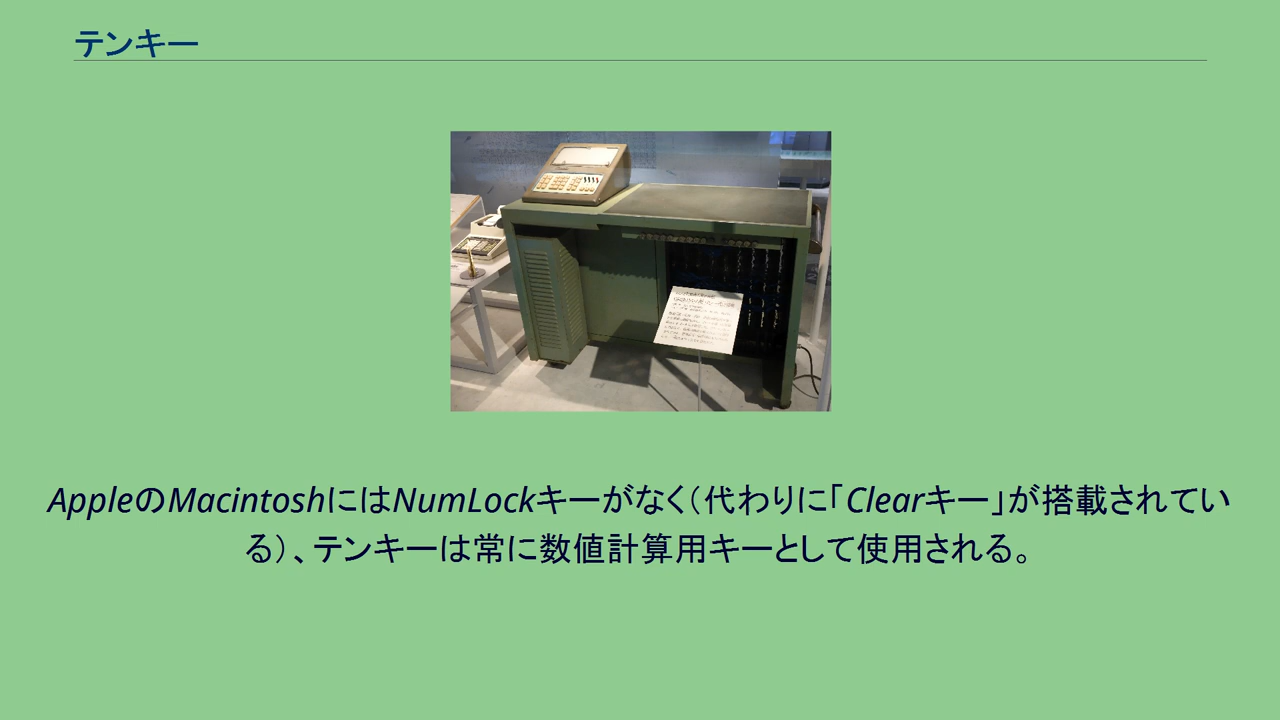 テンキー
AppleのMacintoshにはNumLockキーがなく（代わりに「Clearキー」が搭載されてい
る）、テンキーは常に数値計算用キーとして使用される。